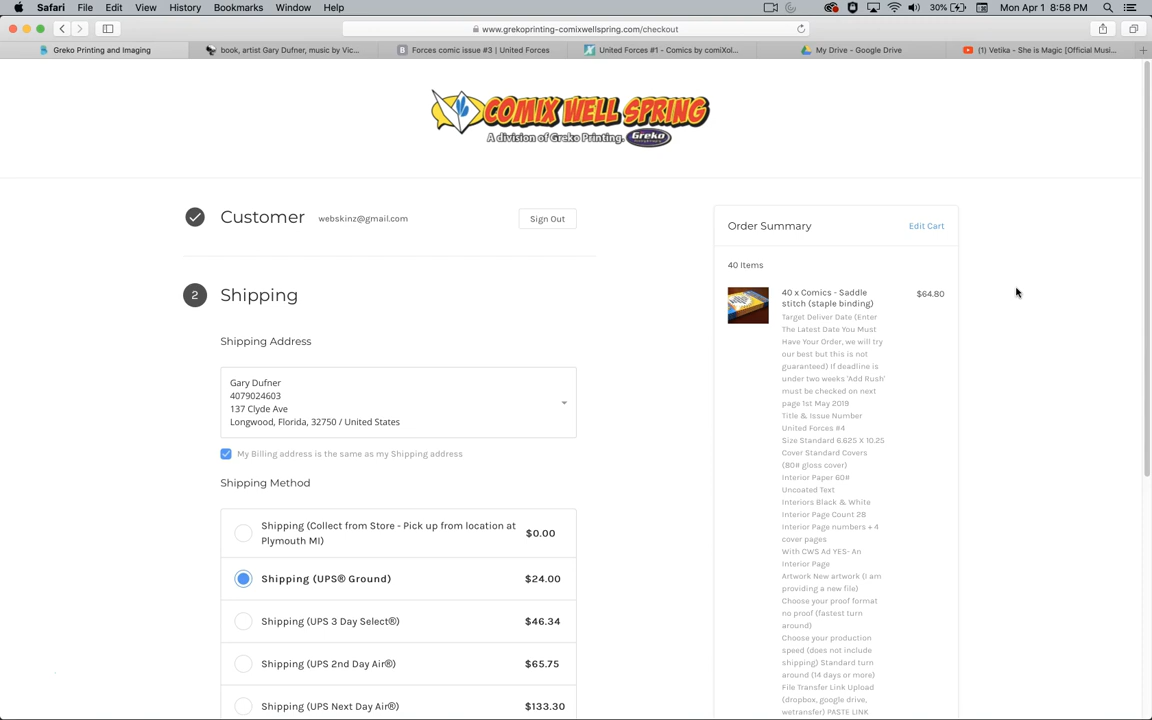 Safari File Edit View History Bookmarks Window Help 30% Mon Apr 1 8:58 PM
www.grekoprinting-comixwellspring.com/checkout
Greko Printing and Imaging book, artist Gary Dufner, music by Vic... Forces comic issue #3 | United Forces United Forces #1 - Comics by comiXol... My Drive - Google Drive (1) Vetika - She is Magic [Official Musi...
COMIX WELL SPRING
A division of Greko Printing. Greko
Customer webskinz@gmail.com Sign Out
2 Shipping
Shipping Address
Gary Dufner
4079024603
137 Clyde Ave
Longwood, Florida, 32750 / United States
My Billing address is the same as my Shipping address
Shipping Method
Shipping (Collect from Store - Pick up from location at
Plymouth MI) $0.00
Shipping (UPS® Ground) $24.00
Shipping (UPS 3 Day Select®) $46.34
Shipping (UPS 2nd Day Air®) $65.75
Shipping (UPS Next Day Air®) $133.30
Order Summary Edit Cart
40 Items
40 x Comics - Saddle $64.80
stitch (staple binding)
Target Deliver Date (Enter
The Latest Date You Must
Have Your Order, we will try
our best but this is not
guaranteed) If deadline is
under two weeks 'Add Rush'
must be checked on next
page 1st May 2019
Title & Issue Number
United Forces #4
Size Standard 6.625 X 10.25
Cover Standard Covers
(80# gloss cover)
Interior Paper 60#
Uncoated Text
Interiors Black & White
Interior Page Count 28
Interior Page numbers + 4
cover pages
With CWS Ad YES- An
Interior Page
Artwork New artwork (I am
providing a new file)
Choose your proof format
no proof (fastest turn
around)
Choose your production
speed (does not include
shipping) Standard turn
around (14 days or more)
File Transfer Link Upload
(dropbox, google drive,
wetransfer) PASTE LINK